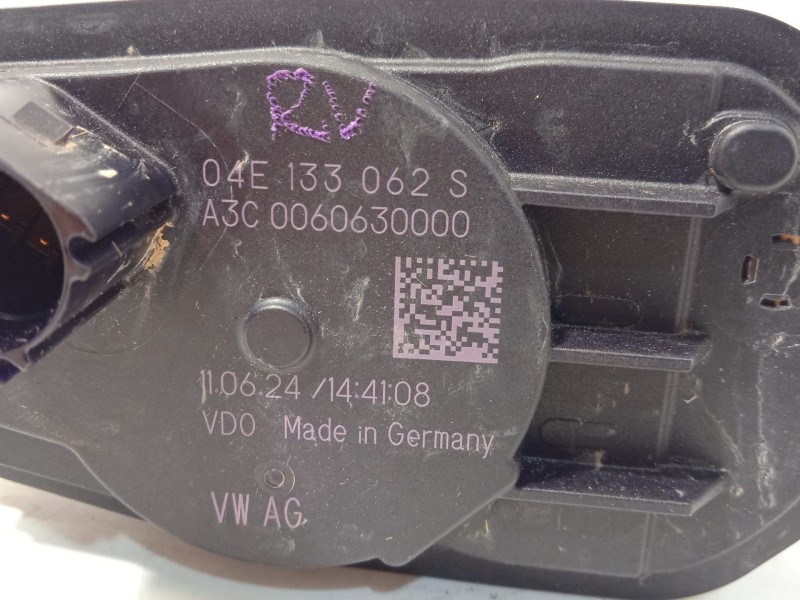 RV
04E 133 062 S
A3C 0060630000
11.06.24 /14:41:08
VDO Made in Germany
VW AG